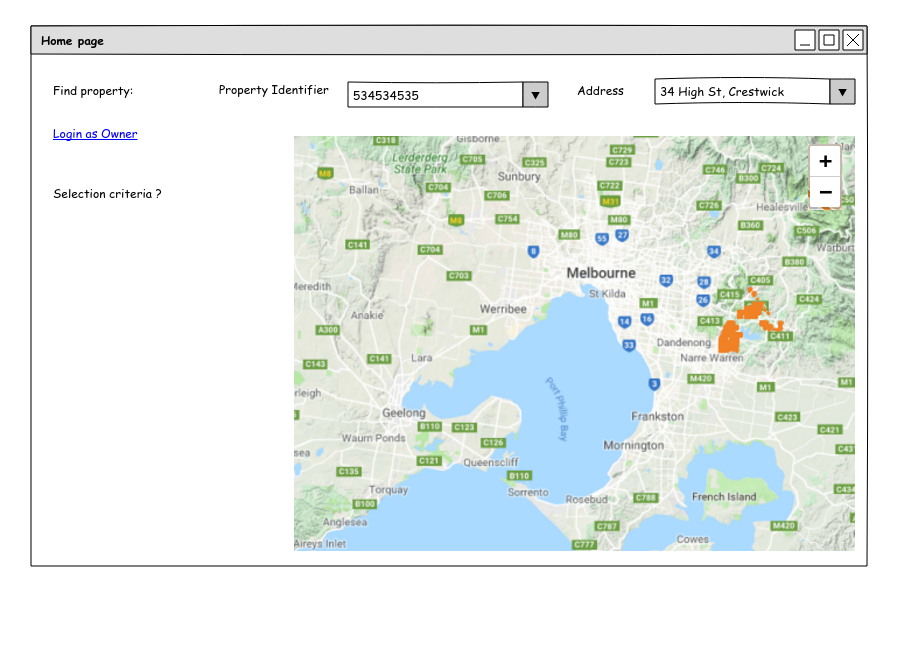 Home page
Find property:
Property Identifier
534534535
Address
34 High St, Crestwick
Login as Owner
Selection criteria ?
C318
Gisborne
C729
Lerderderg
State Park
C705
C325
C723
C746
C724
M8
Sunbury
B300
Ballan
C704
C706
C722
M31
C726
Healesville
M8
C754
M80
B360
C506
C141
M80
55
27
C704
8
34
B380
C703
Melbourne
32
28
C405
St Kilda
C415
C424
Werribee
M1
26
Anakie
14
16
C413
A300
M1
C411
33
Dandenong
Lara
Narre Warren
C143
C141
3
M420
M1
M1
Port Phillip Bay
Geelong
Frankston
C423
B110
C123
C421
Waurn Ponds
C126
Mornington
C121
Queenscliff
C135
B110
Torquay
Sorrento
Rosebud
C788
French Island
B100
Anglesea
C787
M420
C777
Cowes
Aireys Inlet
+
−